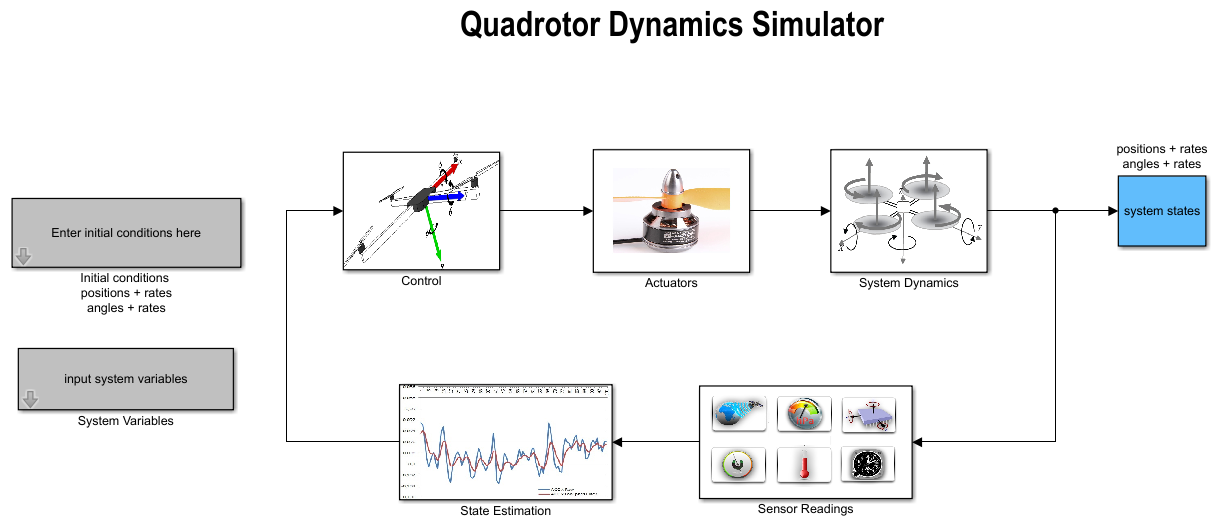 Quadrotor Dynamics Simulator
positions + rates
angles + rates
system states
Enter initial conditions here
Initial conditions
positions + rates
angles + rates
Control
Actuators
System Dynamics
input system variables
System Variables
State Estimation
Sensor Readings